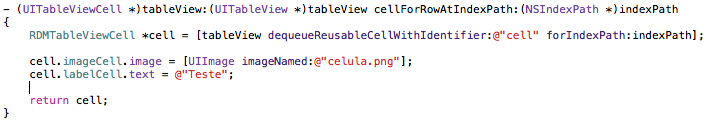 - (UITableViewCell *)tableView:(UITableView *)tableView cellForRowAtIndexPath:(NSIndexPath *)indexPath
{
    RDMTableViewCell *cell = [tableView dequeueReusableCellWithIdentifier:@"cell" forIndexPath:indexPath];
    cell.imageCell.image = [UIImage imageNamed:@"celula.png"];
    cell.labelCell.text = @"Teste";
    return cell;
}